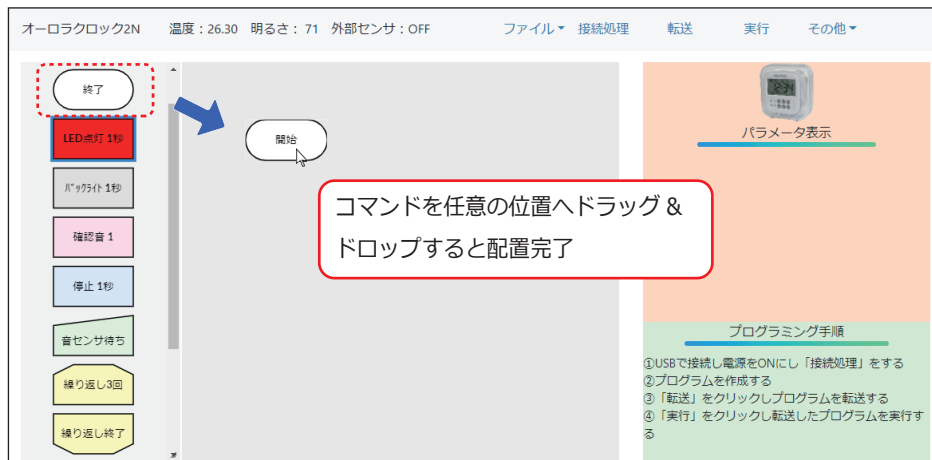 オーロラクロック2N 温度：26.30 明るさ： 71 外部センサ：OFF ファイル 接続処理 転送 実行 その他
終了
LED点灯 1秒
ﾊﾞｯｸﾗｲﾄ 1秒
確認音 1
停止 1秒
音センサ待ち
繰り返し3回
繰り返し終了
開始
コマンドを任意の位置へドラッグ &
ドロップすると配置完了
パラメータ表示
プログラミング手順
①USBで接続し電源をONにし「接続処理」をする
②プログラムを作成する
③「転送」をクリックしプログラムを転送する
④「実行」をクリックし転送したプログラムを実行す
る